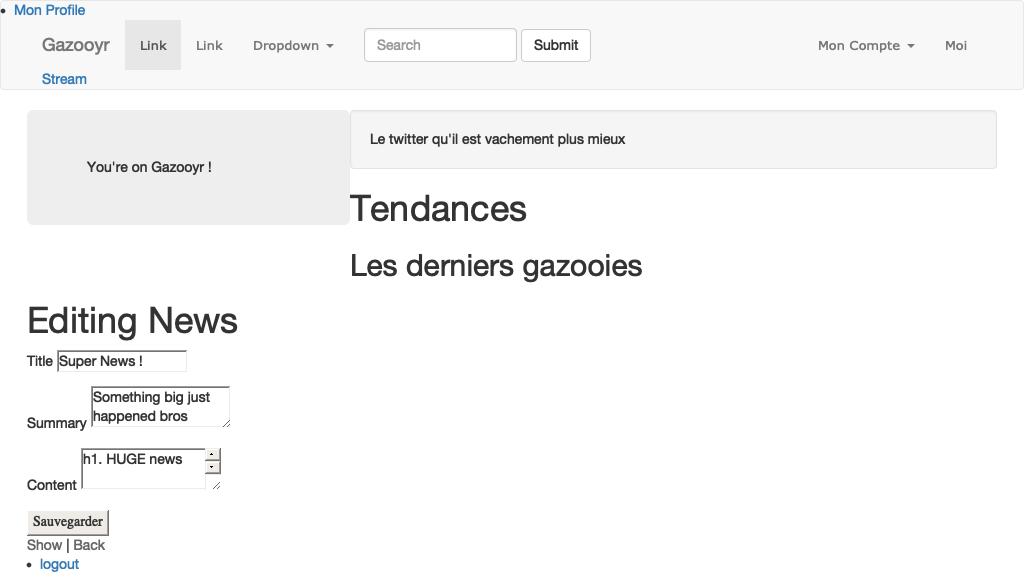 Mon Profile
Gazooyr Link Link Dropdown Search Submit Mon Compte Moi
Stream
You're on Gazooyr !
Le twitter qu'il est vachement plus mieux
Tendances
Les derniers gazooies
Editing News
Title Super News !
Something big just
happened bros
Summary
h1. HUGE news
Content
Sauvegarder
Show | Back
logout